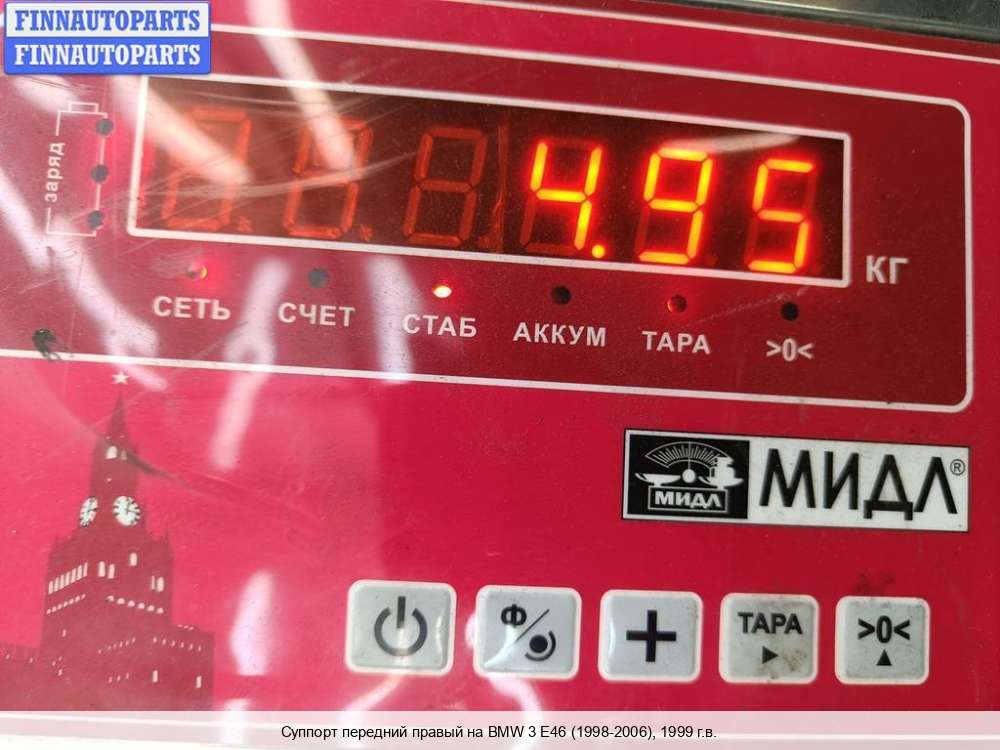 FINNAUTOPARTS
FINNAUTOPARTS
заряд
4.95
КГ
СЕТЬ СЧЕТ СТАБ АККУМ ТАРА >0<
МИДЛ МИДЛ®
Ф ТАРА >0<
Суппорт передний правый на BMW 3 E46 (1998-2006), 1999 г.в.